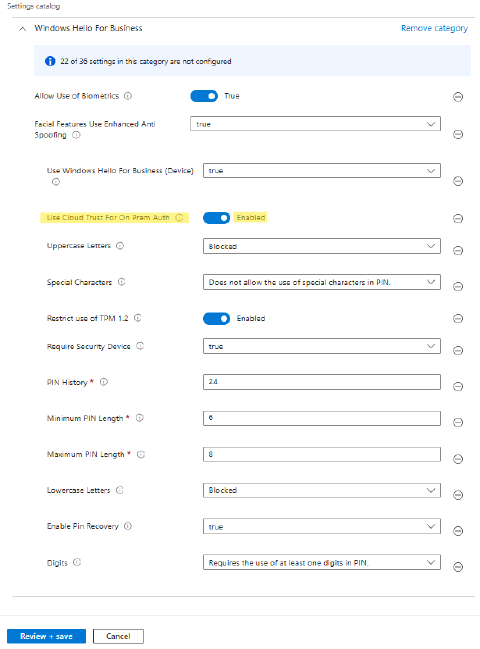 Settings catalog
Windows Hello For Business
Remove category
22 of 36 settings in this category are not configured
Allow Use of Biometrics
True
Facial Features Use Enhanced Anti
Spoofing
true
Use Windows Hello For Business (Device)
true
Use Cloud Trust For On Prem Auth
Enabled
Uppercase Letters
Blocked
Special Characters
Does not allow the use of special characters in PIN.
Restrict use of TPM 1.2
Enabled
Require Security Device
true
PIN History *
24
Minimum PIN Length *
6
Maximum PIN Length *
8
Lowercase Letters
Blocked
Enable Pin Recovery
true
Digits
Requires the use of at least one digits in PIN.
Review + save
Cancel